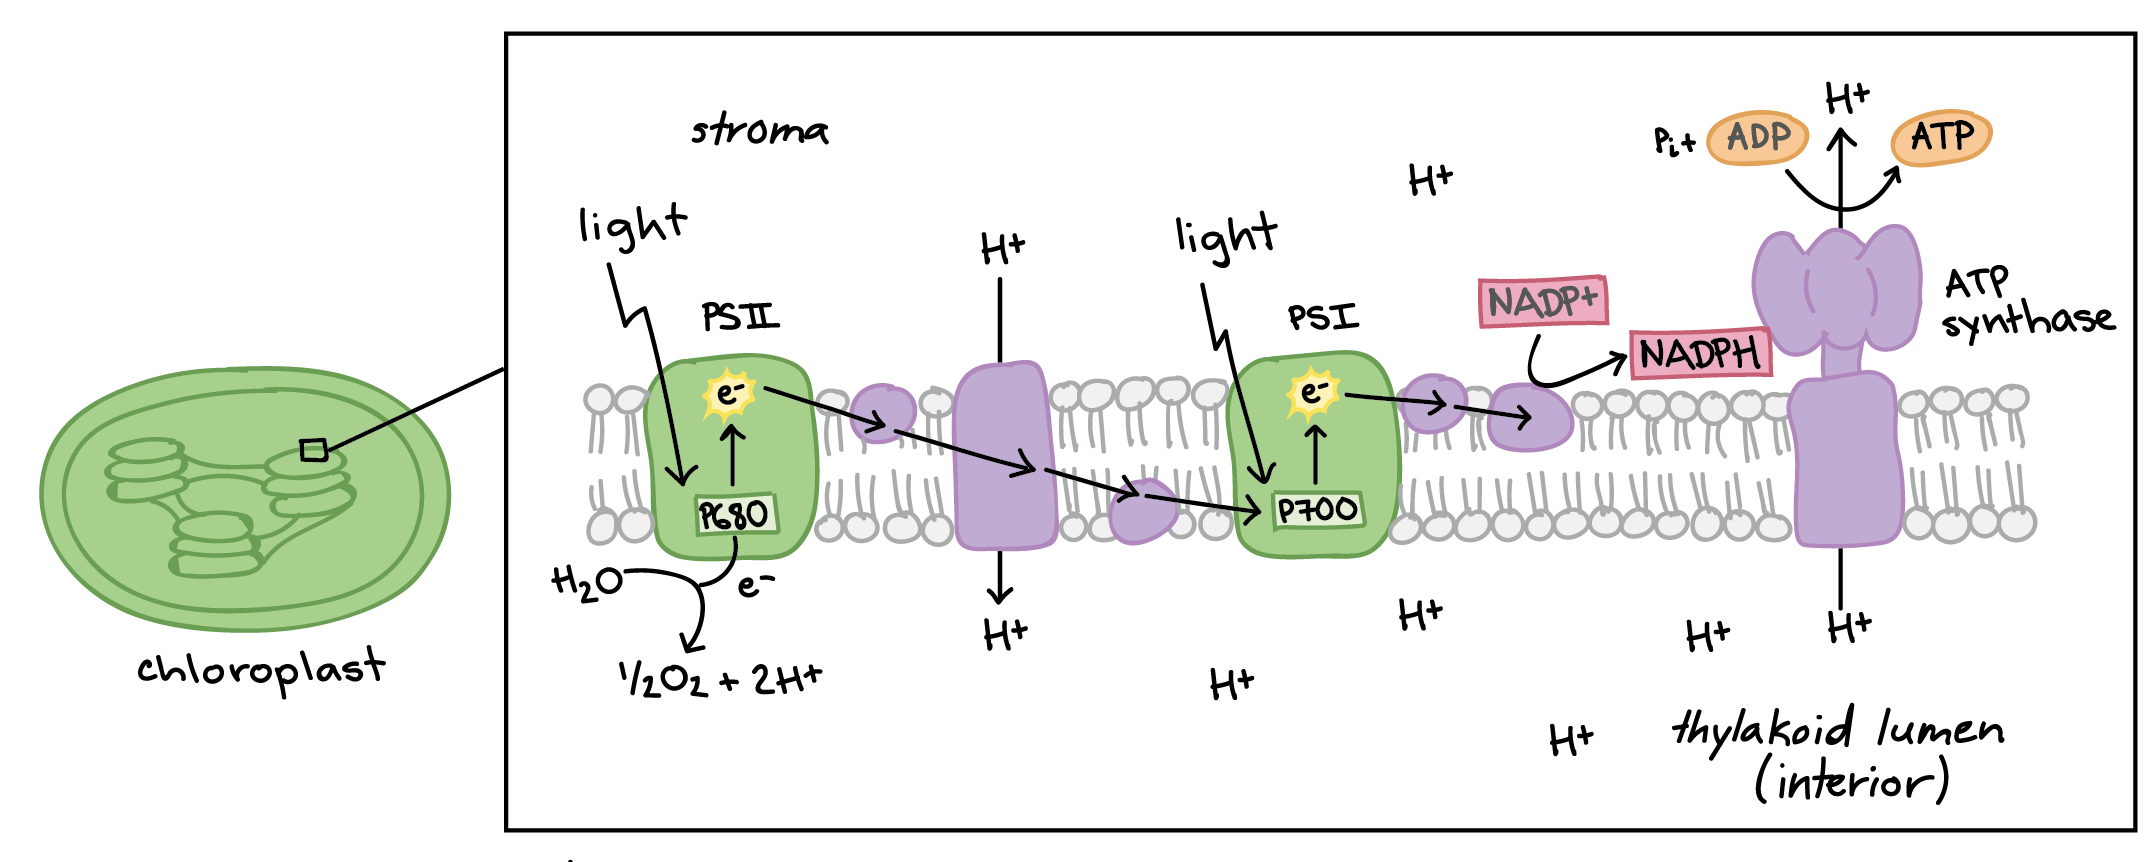 stroma
light
PSII
e-
P680
H₂O
e-
1/2O₂ + 2H+
H+
H+
light
PSI
e-
P700
H+
NADP+
NADPH
Pi+
ADP
H+
ATP
ATP
synthase
H+
H+
H+
H+
H+
thylakoid lumen
(interior)
chloroplast